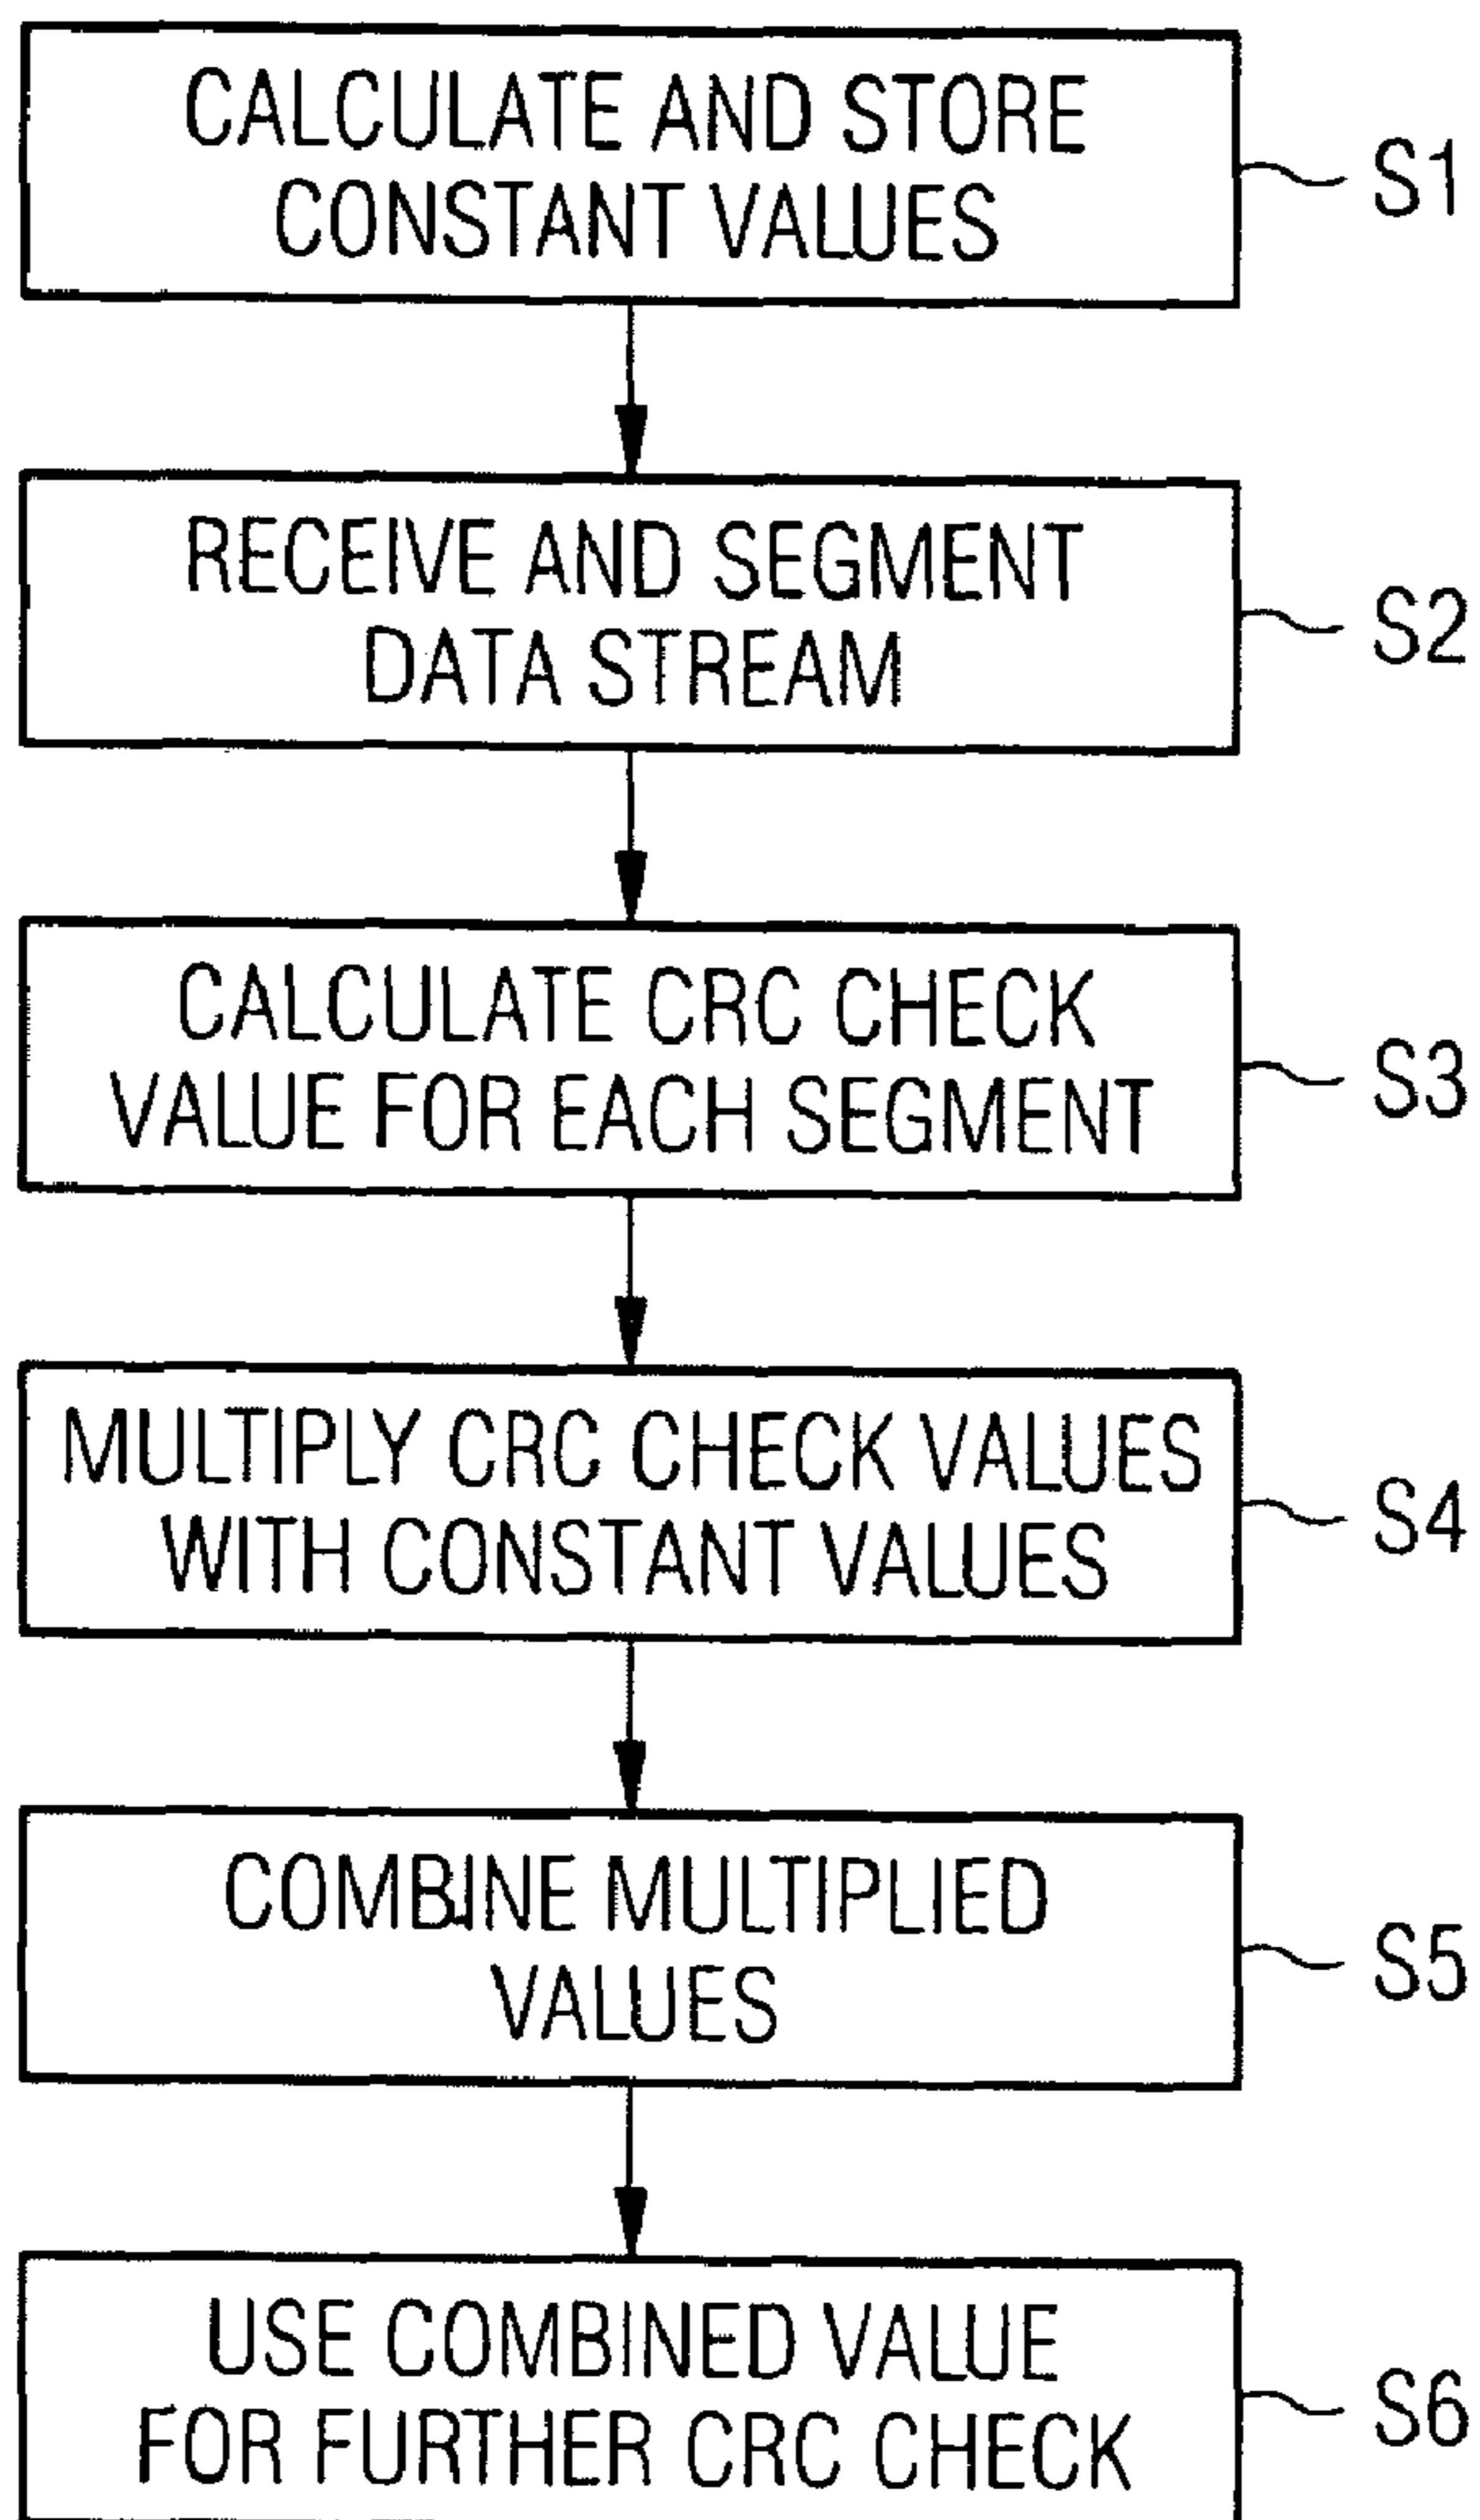 CALCULATE AND STORE
CONSTANT VALUES
S1
RECEIVE AND SEGMENT
DATA STREAM
S2
CALCULATE CRC CHECK
VALUE FOR EACH SEGMENT
S3
MULTIPLY CRC CHECK VALUES
WITH CONSTANT VALUES
S4
COMBINE MULTIPLIED
VALUES
S5
USE COMBINED VALUE
FOR FURTHER CRC CHECK
S6